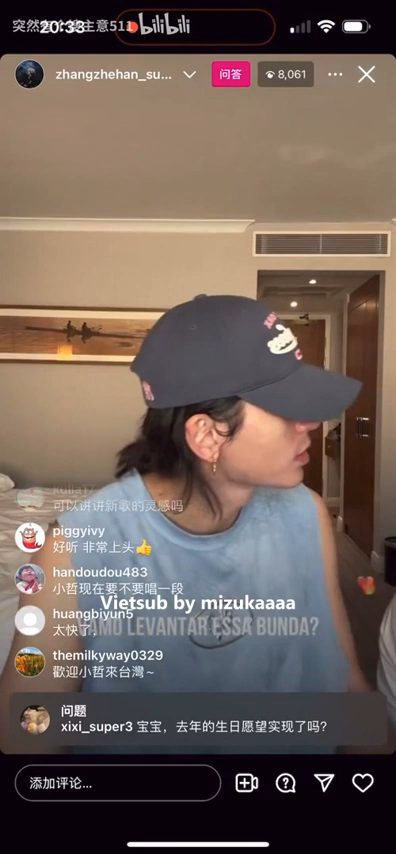 20:33
bilibili
zhangzhehan_su...
问答
8,061
可以讲讲新歌的灵感吗
piggyivy
好听 非常上头👍
handoudou483
小哲现在要不要唱一段
huangbiyun5
太快了，
Vietsub by mizukaaaa
LEVANTAR ESSA BUNDA?
themilkyway0329
歡迎小哲來台灣～
问题
xixi_super3 宝宝，去年的生日愿望实现了吗?
添加评论...